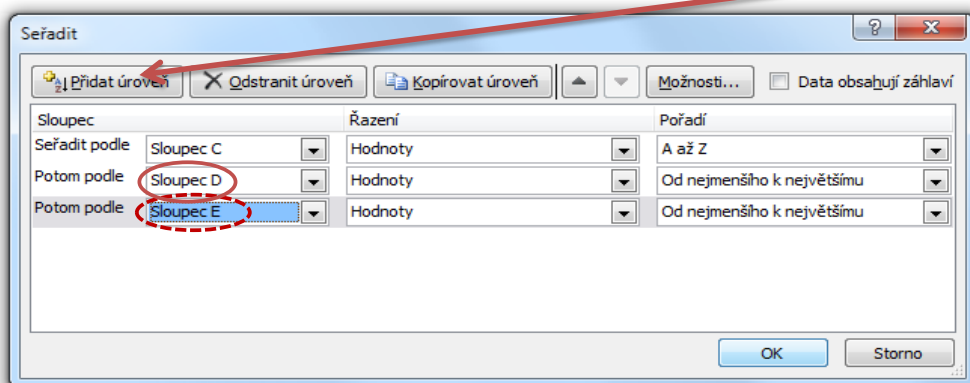 Seřadit
Přidat úroveň Odstranit úroveň Kopírovat úroveň Možnosti... Data obsahují záhlaví
Sloupec Řazení Pořadí
Seřadit podle Sloupec C Hodnoty A až Z
Potom podle Sloupec D Hodnoty Od nejmenšího k největšímu
Potom podle Sloupec E Hodnoty Od nejmenšího k největšímu
OK Storno